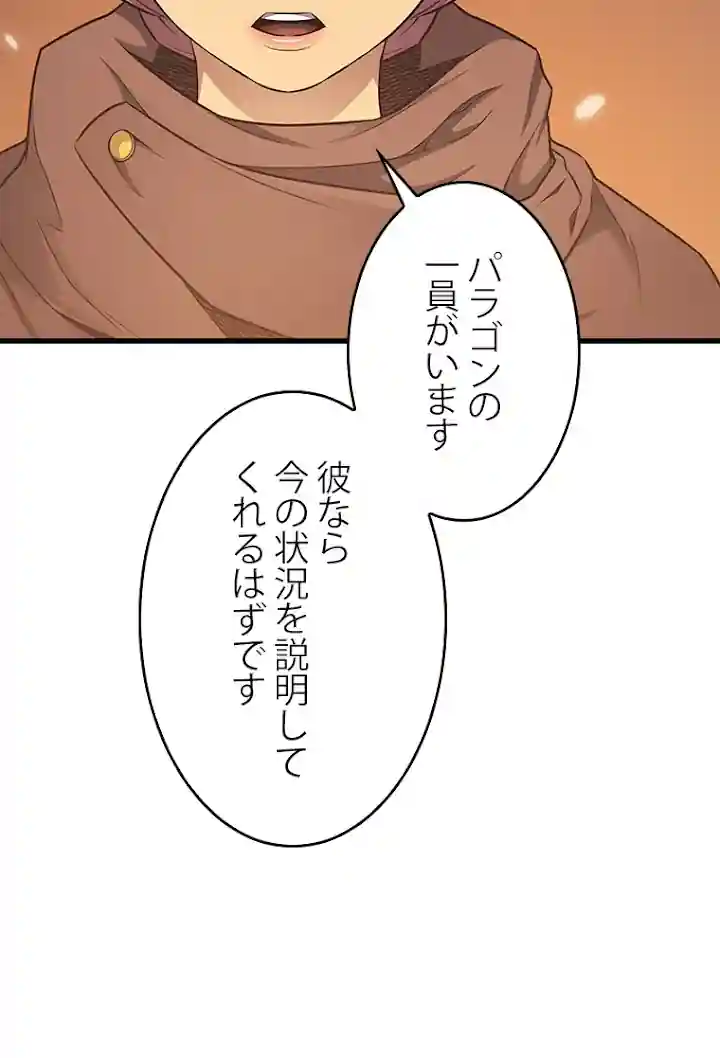 パラゴンの
一員がいます
彼なら
今の状況を説明して
くれるはずです